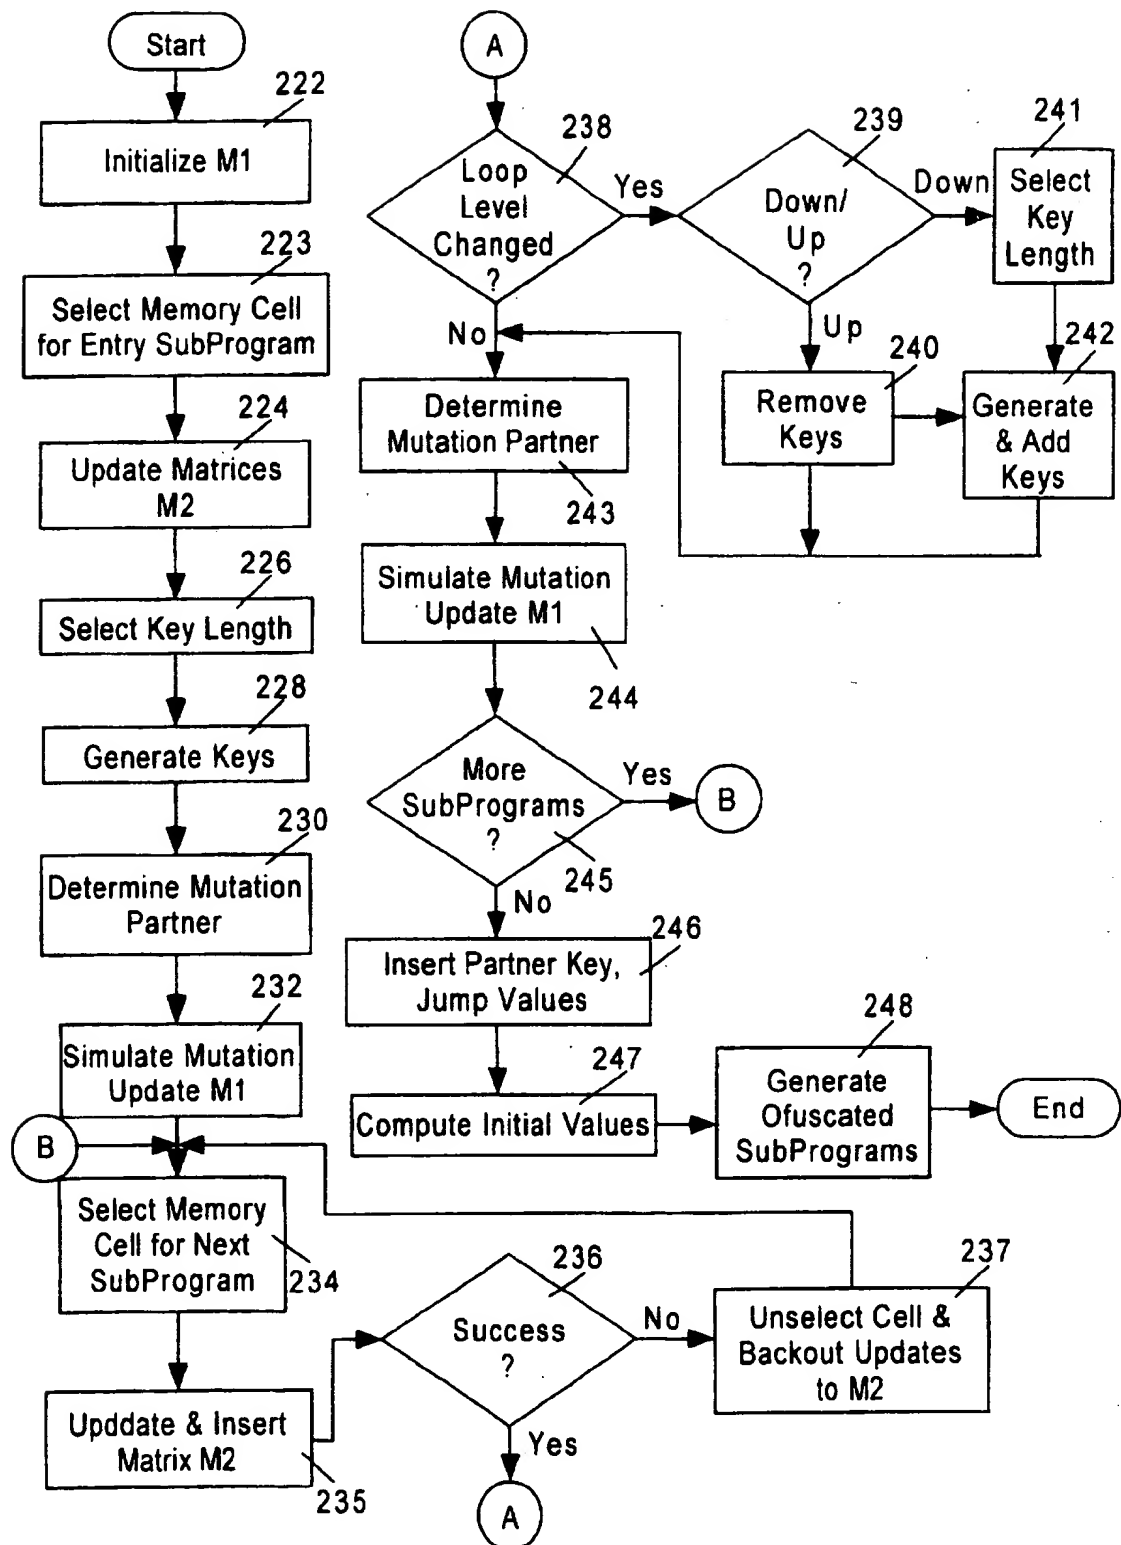 Start
222
Initialize M1
223
Select Memory Cell
for Entry SubProgram
224
Update Matrices
M2
226
Select Key Length
228
Generate Keys
230
Determine Mutation
Partner
232
Simulate Mutation
Update M1
B
Select Memory
Cell for Next
SubProgram
234
Upddate & Insert
Matrix M2
235
236
Success
?
No
Yes
237
Unselect Cell &
Backout Updates
to M2
A
A
238
Loop
Level
Changed
?
Yes
No
239
Down/
Up
?
Down
Up
241
Select
Key
Length
240
Remove
Keys
242
Generate
& Add
Keys
Determine
Mutation Partner
243
Simulate Mutation
Update M1
244
More
SubPrograms
?
245
Yes
B
No
246
Insert Partner Key,
Jump Values
247
Compute Initial Values
248
Generate
Ofuscated
SubPrograms
End